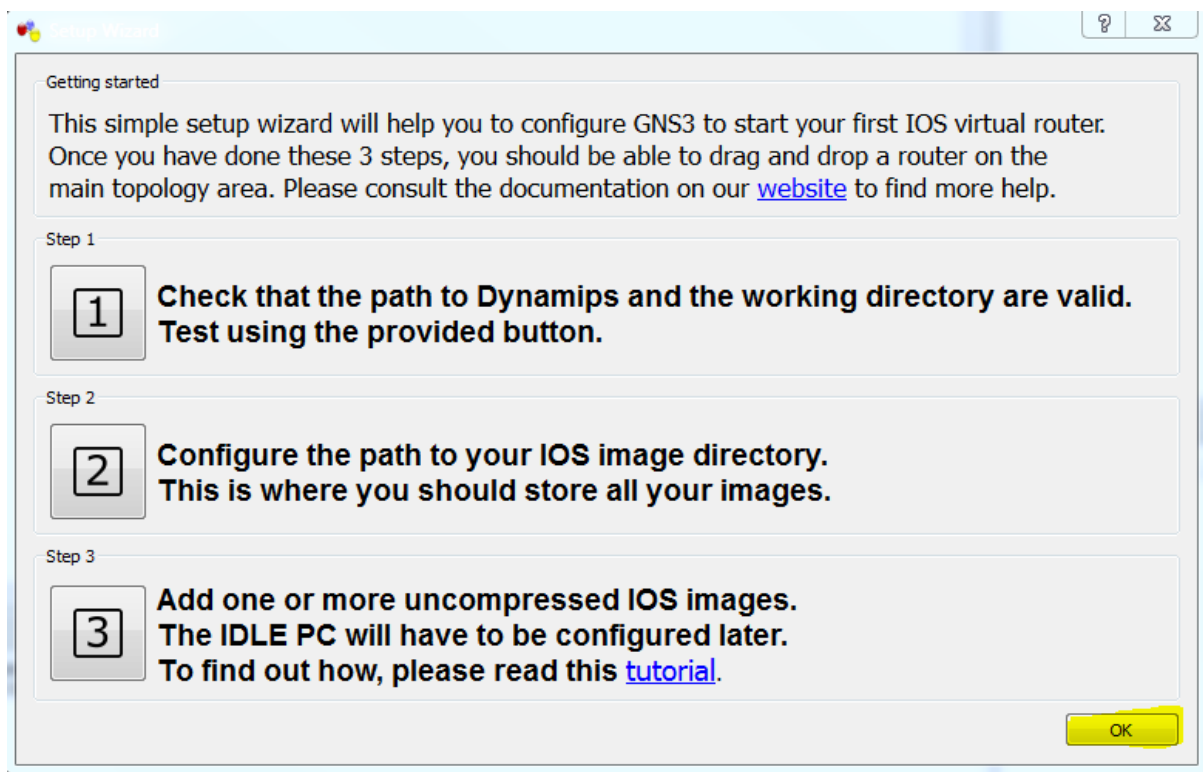 Setup Wizard
Getting started
This simple setup wizard will help you to configure GNS3 to start your first IOS virtual router.
Once you have done these 3 steps, you should be able to drag and drop a router on the
main topology area. Please consult the documentation on our website to find more help.
Step 1
1
Check that the path to Dynamips and the working directory are valid.
Test using the provided button.
Step 2
2
Configure the path to your IOS image directory.
This is where you should store all your images.
Step 3
3
Add one or more uncompressed IOS images.
The IDLE PC will have to be configured later.
To find out how, please read this tutorial.
OK